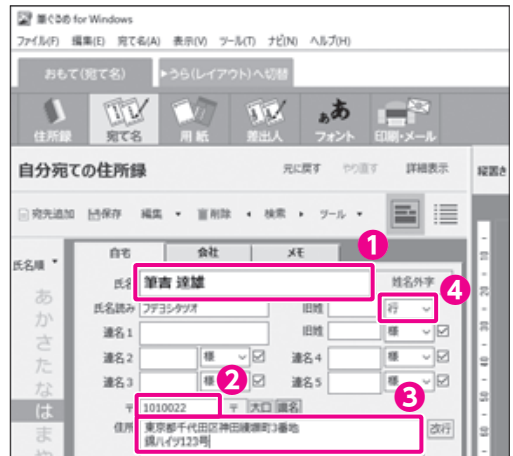 筆ぐるめ for Windows
ファイル(F) 編集(E) 宛て名(A) 表示(V) ツール(T) ナビ(N) ヘルプ(H)
おもて(宛て名) ▶うら(レイアウト)へ切替
住所録 宛て名 用紙 差出人 フォント 印刷・メール
自分宛ての住所録 元に戻す やり直す 詳細表示 縦置き
宛先追加 保存 編集 削除 検索 ツール
氏名順 自宅 会社 メモ 1
氏名 筆吉 達雄 姓名外字 4
氏名読み フデヨシタツオ 旧姓 行
連名1 旧姓 様
連名2 様 連名4 様
連名3 様 2 連名5 様 3
〒 1010022 〒 大口 識名
住所 東京都千代田区神田練塀町3番地 改行
錦ハイツ123号
あ
か
さ
た
な
は
ま